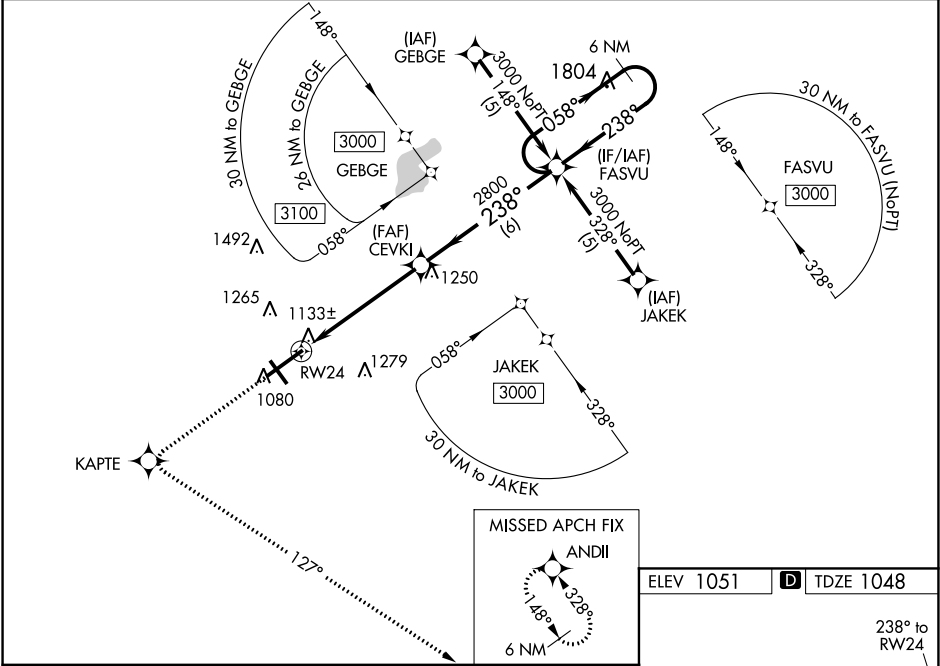 148°
30 NM to GEBGE
26 NM to GEBGE
3000
GEBGE
3100
058°
(IAF)
GEBGE
3000 NoPT
148°
(5)
6 NM
1804
058°
238°
(IF/IAF)
FASVU
30 NM to FASVU (NoPT)
148°
FASVU
3000
328°
2800
238°
(6)
3000 NoPT
328°
(5)
(IAF)
JAKEK
1492
(FAF)
CEVKI
1250
1265
1133±
RW24
1279
1080
058°
JAKEK
3000
328°
30 NM to JAKEK
KAPTE
127°
MISSED APCH FIX
ANDII
148°
328°
6 NM
ELEV 1051
D
TDZE 1048
238° to
RW24